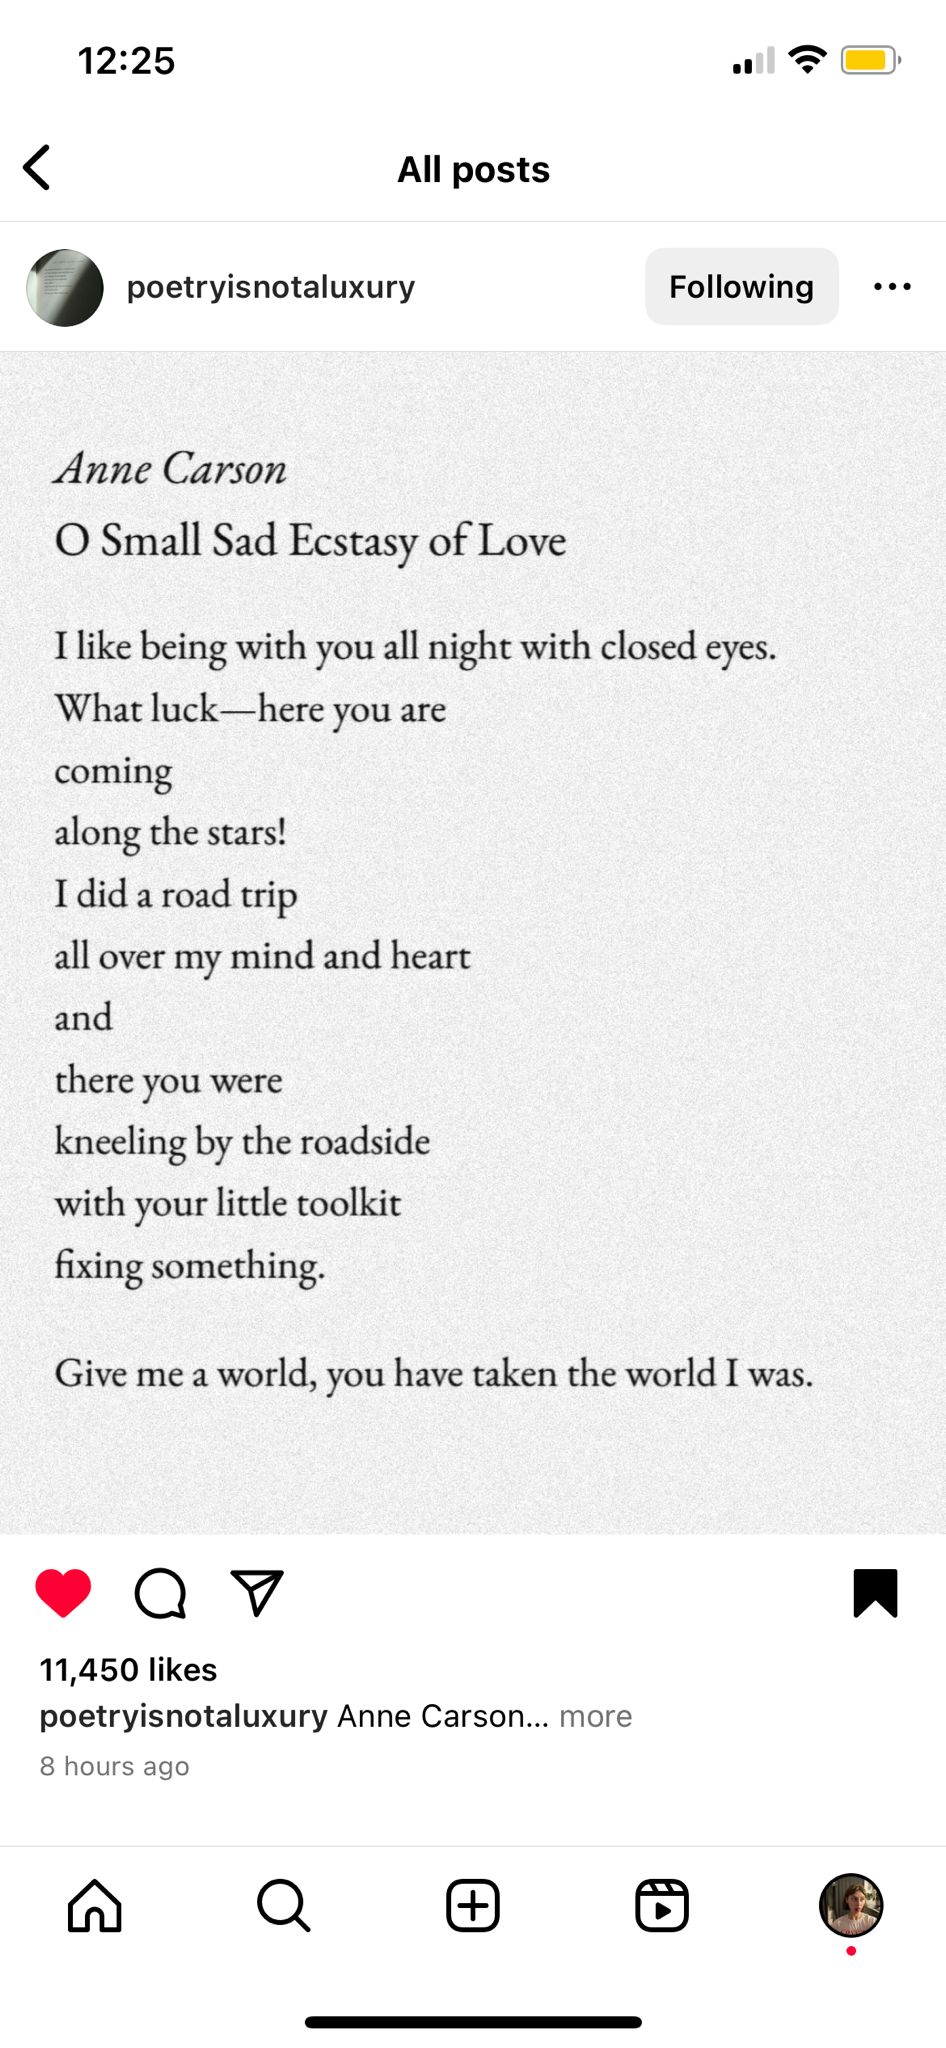 12:25
All posts
poetryisnotaluxury
Following
Anne Carson
O Small Sad Ecstasy of Love
I like being with you all night with closed eyes.
What luck—here you are
coming
along the stars!
I did a road trip
all over my mind and heart
and
there you were
kneeling by the roadside
with your little toolkit
fixing something.
Give me a world, you have taken the world I was.
11,450 likes
poetryisnotaluxury Anne Carson... more
8 hours ago